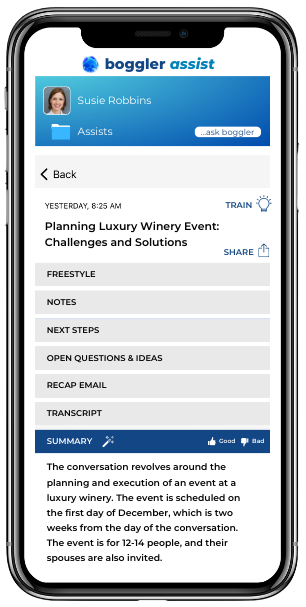 boggler assist
Susie Robbins
Assists
...ask boggler
Back
YESTERDAY, 8:25 AM
TRAIN
Planning Luxury Winery Event:
Challenges and Solutions
SHARE
FREESTYLE
NOTES
NEXT STEPS
OPEN QUESTIONS & IDEAS
RECAP EMAIL
TRANSCRIPT
SUMMARY
Good
Bad
The conversation revolves around the
planning and execution of an event at a
luxury winery. The event is scheduled on
the first day of December, which is two
weeks from the day of the conversation.
The event is for 12-14 people, and their
spouses are also invited.